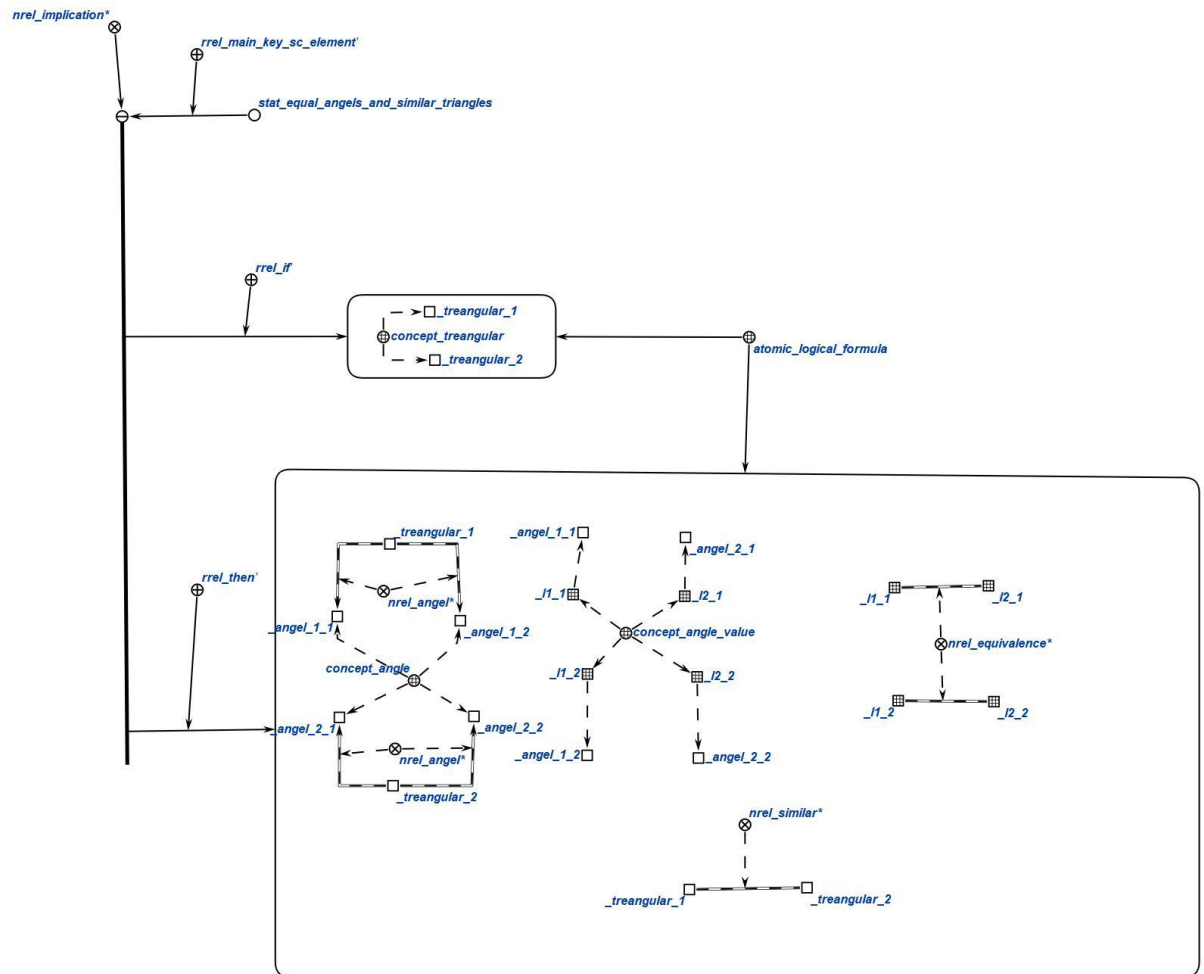 nrel_implication*
rrel_main_key_sc_element'
stat_equal_angels_and_similar_triangles
rrel_if'
_treangular_1
concept_treangular
_treangular_2
atomic_logical_formula
rrel_then'
_treangular_1
nrel_angel*
_angel_1_1
_angel_1_2
concept_angle
_angel_2_1
_angel_2_2
nrel_angel*
_treangular_2
_angel_1_1
_angel_2_1
_l1_1
_l2_1
concept_angle_value
_l1_2
_l2_2
_angel_1_2
_angel_2_2
_l1_1
_l2_1
nrel_equivalence*
_l1_2
_l2_2
nrel_similar*
_treangular_1
_treangular_2